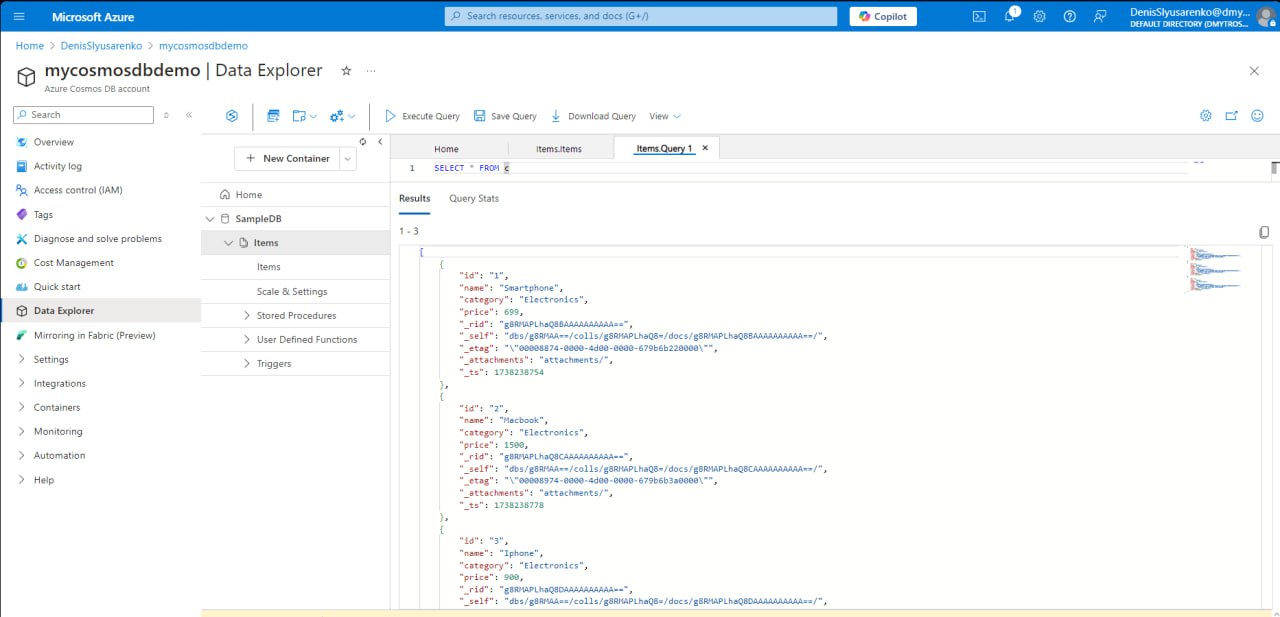 Microsoft Azure
Search resources, services, and docs (G+/)
Copilot
1
DenisSlyusarenko@dmy...
DEFAULT DIRECTORY (DMYTROS...
Home > DenisSlyusarenko > mycosmosdbdemo
mycosmosdbdemo | Data Explorer
Azure Cosmos DB account
Search
Overview
Activity log
Access control (IAM)
Tags
Diagnose and solve problems
Cost Management
Quick start
Data Explorer
Mirroring in Fabric (Preview)
Settings
Integrations
Containers
Monitoring
Automation
Help
Execute Query
Save Query
Download Query
View
New Container
Home
SampleDB
Items
Items
Scale & Settings
Stored Procedures
User Defined Functions
Triggers
Home
Items.Items
Items.Query 1
1 SELECT * FROM c
Results
Query Stats
1 - 3
[
{
"id": "1",
"name": "Smartphone",
"category": "Electronics",
"price": 699,
"_rid": "g8RMAPLhaQ8BAAAAAAAAAA==",
"_self": "dbs/g8RMAA==/colls/g8RMAPLhaQ8=/docs/g8RMAPLhaQ8BAAAAAAAAAA==/",
"_etag": "\"00008874-0000-4d00-0000-679b6b220000\"",
"_attachments": "attachments/",
"_ts": 1738238754
},
{
"id": "2",
"name": "Macbook",
"category": "Electronics",
"price": 1500,
"_rid": "g8RMAPLhaQ8CAAAAAAAAAA==",
"_self": "dbs/g8RMAA==/colls/g8RMAPLhaQ8=/docs/g8RMAPLhaQ8CAAAAAAAAAA==/",
"_etag": "\"00008974-0000-4d00-0000-679b6b3a0000\"",
"_attachments": "attachments/",
"_ts": 1738238778
},
{
"id": "3",
"name": "Iphone",
"category": "Electronics",
"price": 900,
"_rid": "g8RMAPLhaQ8DAAAAAAAAAA==",
"_self": "dbs/g8RMAA==/colls/g8RMAPLhaQ8=/docs/g8RMAPLhaQ8DAAAAAAAAAA==/",